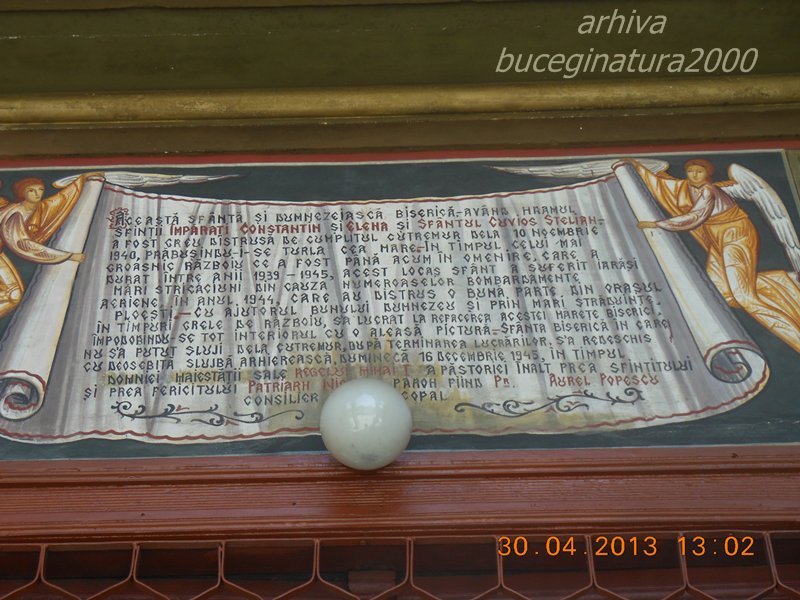 arhiva
buceginatura2000
Această sfântă și dumnezeiască biserică-având hramul
Sfinții Împărați Constantin și Elena și Sfântul Cuvios Stelian-
a fost greu distrusă de cumplitul cutremur dela 10 Noembrie
1940, prăbușindu-i-se turla cea mare-în timpul celui mai
groasnic războiu ce a fost până acum în omenire, care a
durat între anii 1939-1945, acest locaș sfânt a suferit iarăși
mari stricăciuni din cauza numeroaselor bombardamente
aeriene în anul 1944, care au distrus o bună parte din orașul
Ploești.-Cu ajutorul bunului Dumnezeu și prin mari străduințe,
în timpuri grele de războiu, s'a lucrat la refacerea acestei mărețe biserici,
împodobindu-se tot interiorul cu o aleasă pictură-Sfânta biserică în care
nu s'a putut sluji dela cutremur, după terminarea lucrărilor, s'a redeschis
cu deosebită slujbă arhierească, Duminecă 16 Decembrie 1945, în timpul
domniei Maiestății Sale Regelui Mihai I a păstoriei Înalt Prea Sfințitului
și Prea Fericitului Patriarh paroh fiind Pr. Aurel Popescu
consilier
30.04.2013 13:02